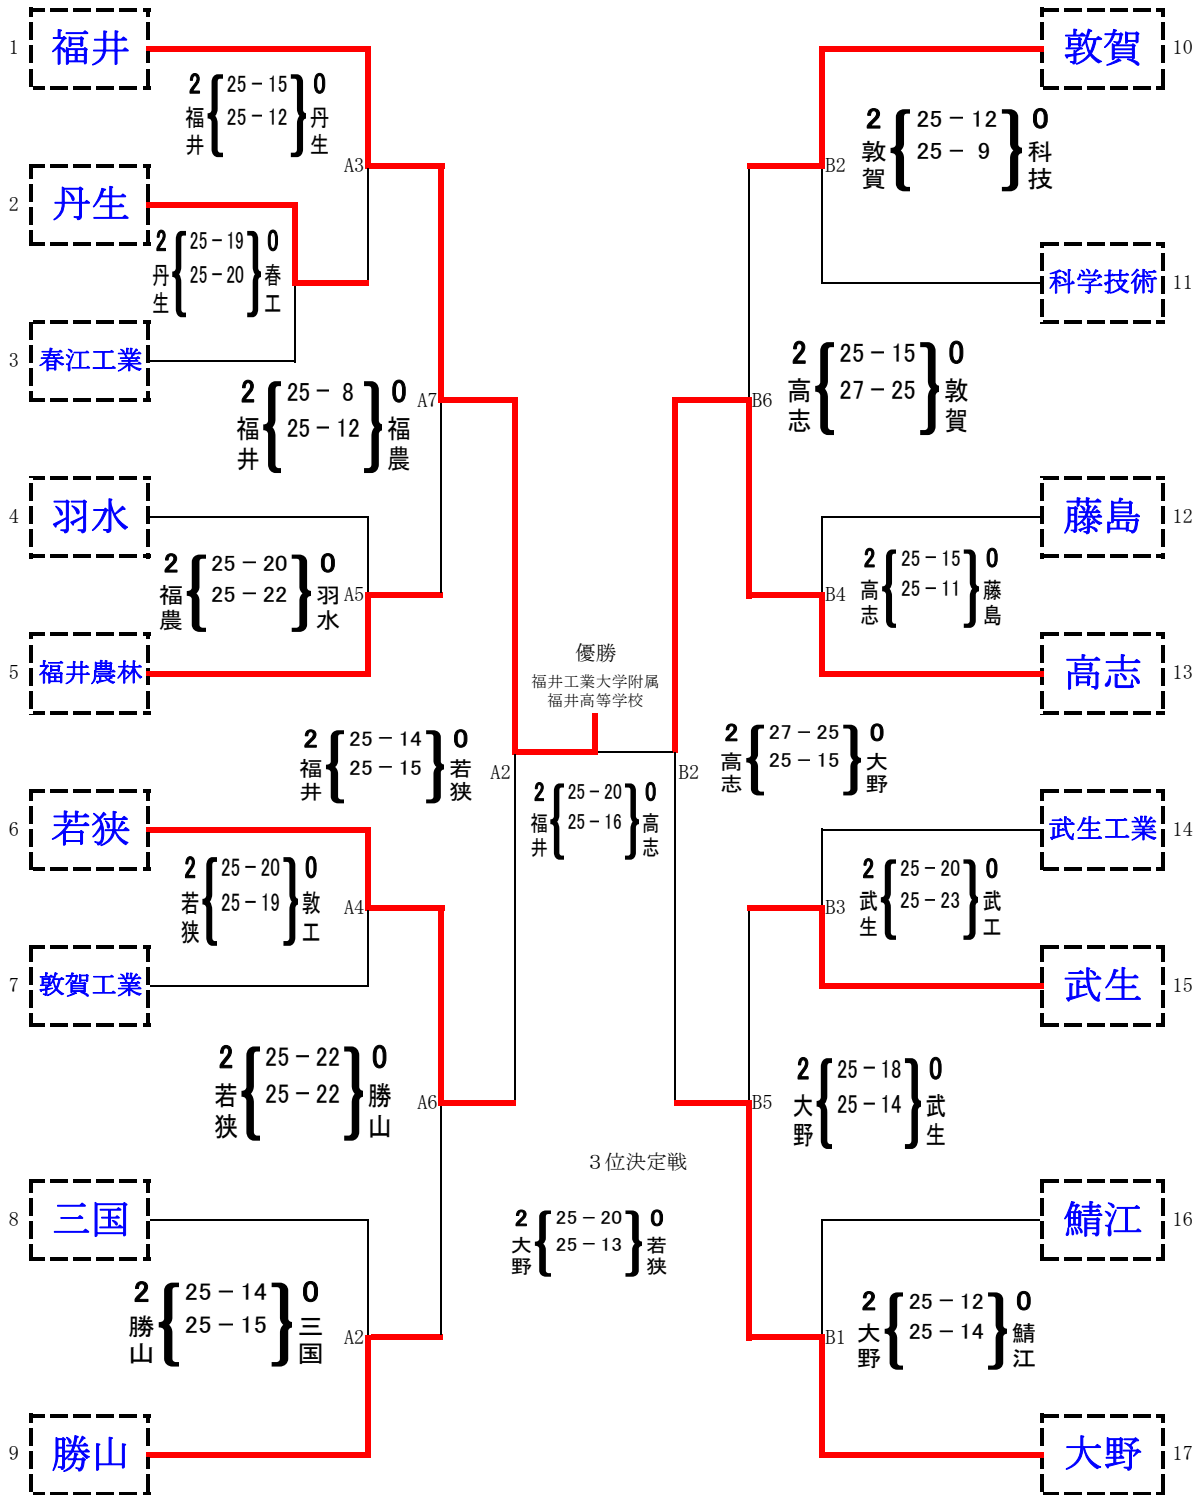 1 福井
2 25－15 0
福井 25－12 丹生
A3
2 丹生
2 25－19 0
丹生 25－20 春工
3 春江工業
2 25－ 8 0
福井 25－12 福農
A7
4 羽水
2 25－20 0
福農 25－22 羽水
A5
5 福井農林
2 25－14 0
福井 25－15 若狭
A2
6 若狭
2 25－20 0
若狭 25－19 敦工
A4
7 敦賀工業
2 25－22 0
若狭 25－22 勝山
A6
8 三国
2 25－14 0
勝山 25－15 三国
A2
9 勝山
優勝
福井工業大学附属
福井高等学校
2 25－20 0
福井 25－16 高志
３位決定戦
2 25－20 0
大野 25－13 若狭
敦賀 10
2 25－12 0
敦賀 25－ 9 科技
B2
科学技術 11
2 25－15 0
高志 27－25 敦賀
B6
藤島 12
2 25－15 0
高志 25－11 藤島
B4
高志 13
2 27－25 0
高志 25－15 大野
B2
武生工業 14
2 25－20 0
武生 25－23 武工
B3
武生 15
2 25－18 0
大野 25－14 武生
B5
鯖江 16
2 25－12 0
大野 25－14 鯖江
B1
大野 17